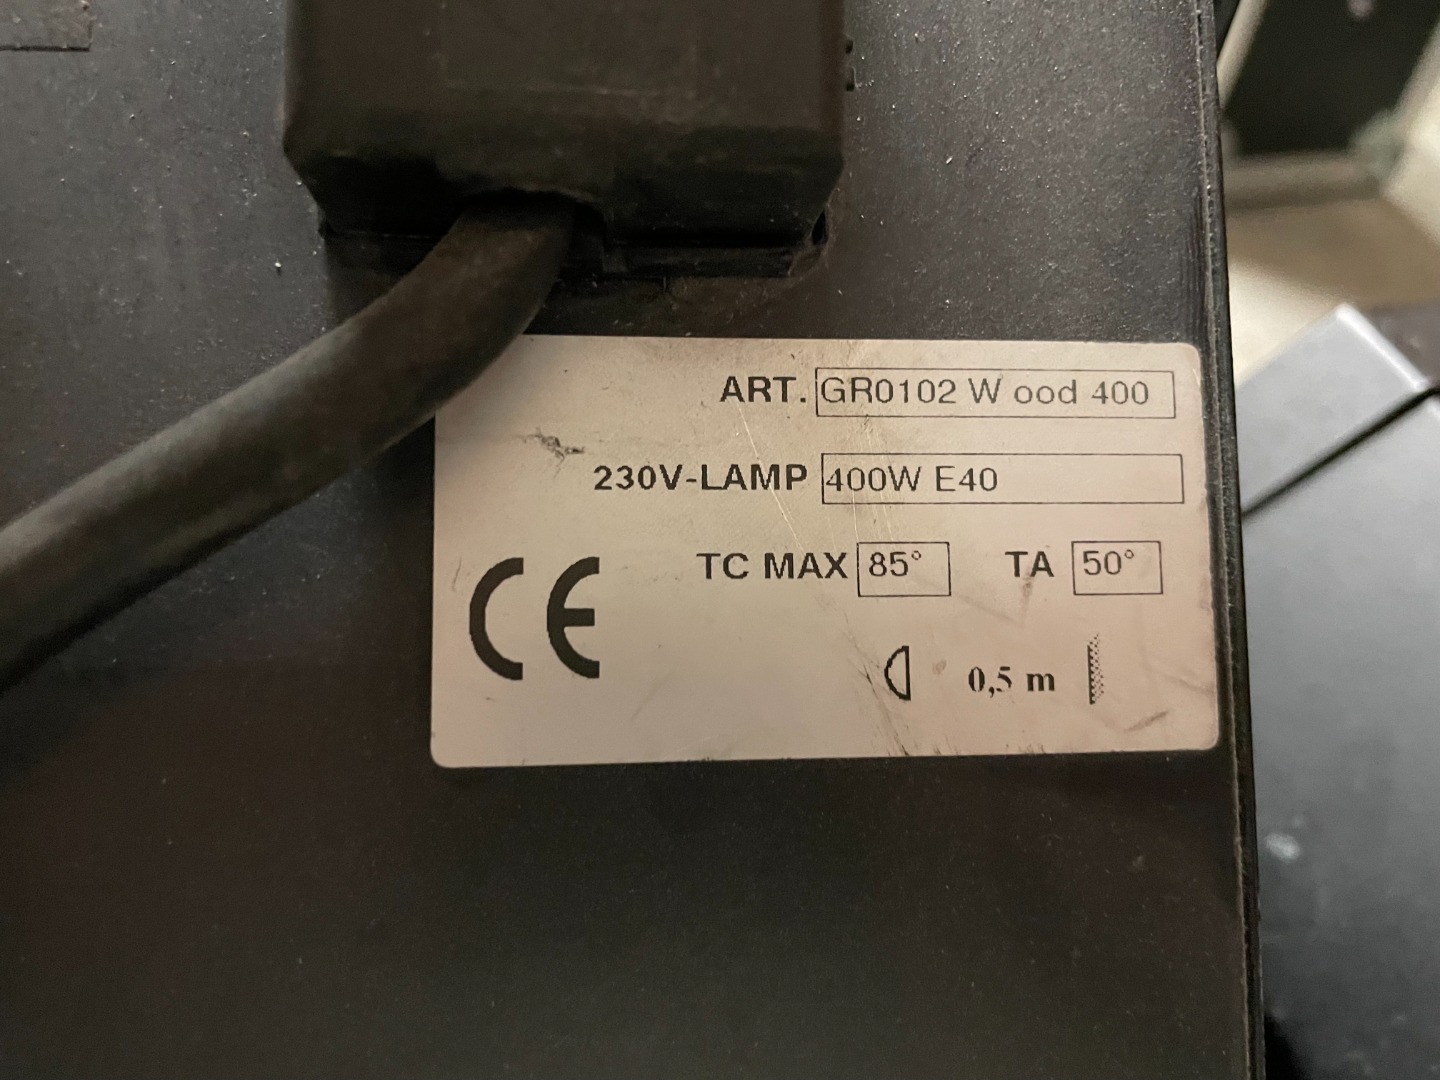 ART. GR0102 W ood 400
230V-LAMP 400W E40
TC MAX 85° TA 50°
CE
0,5 m